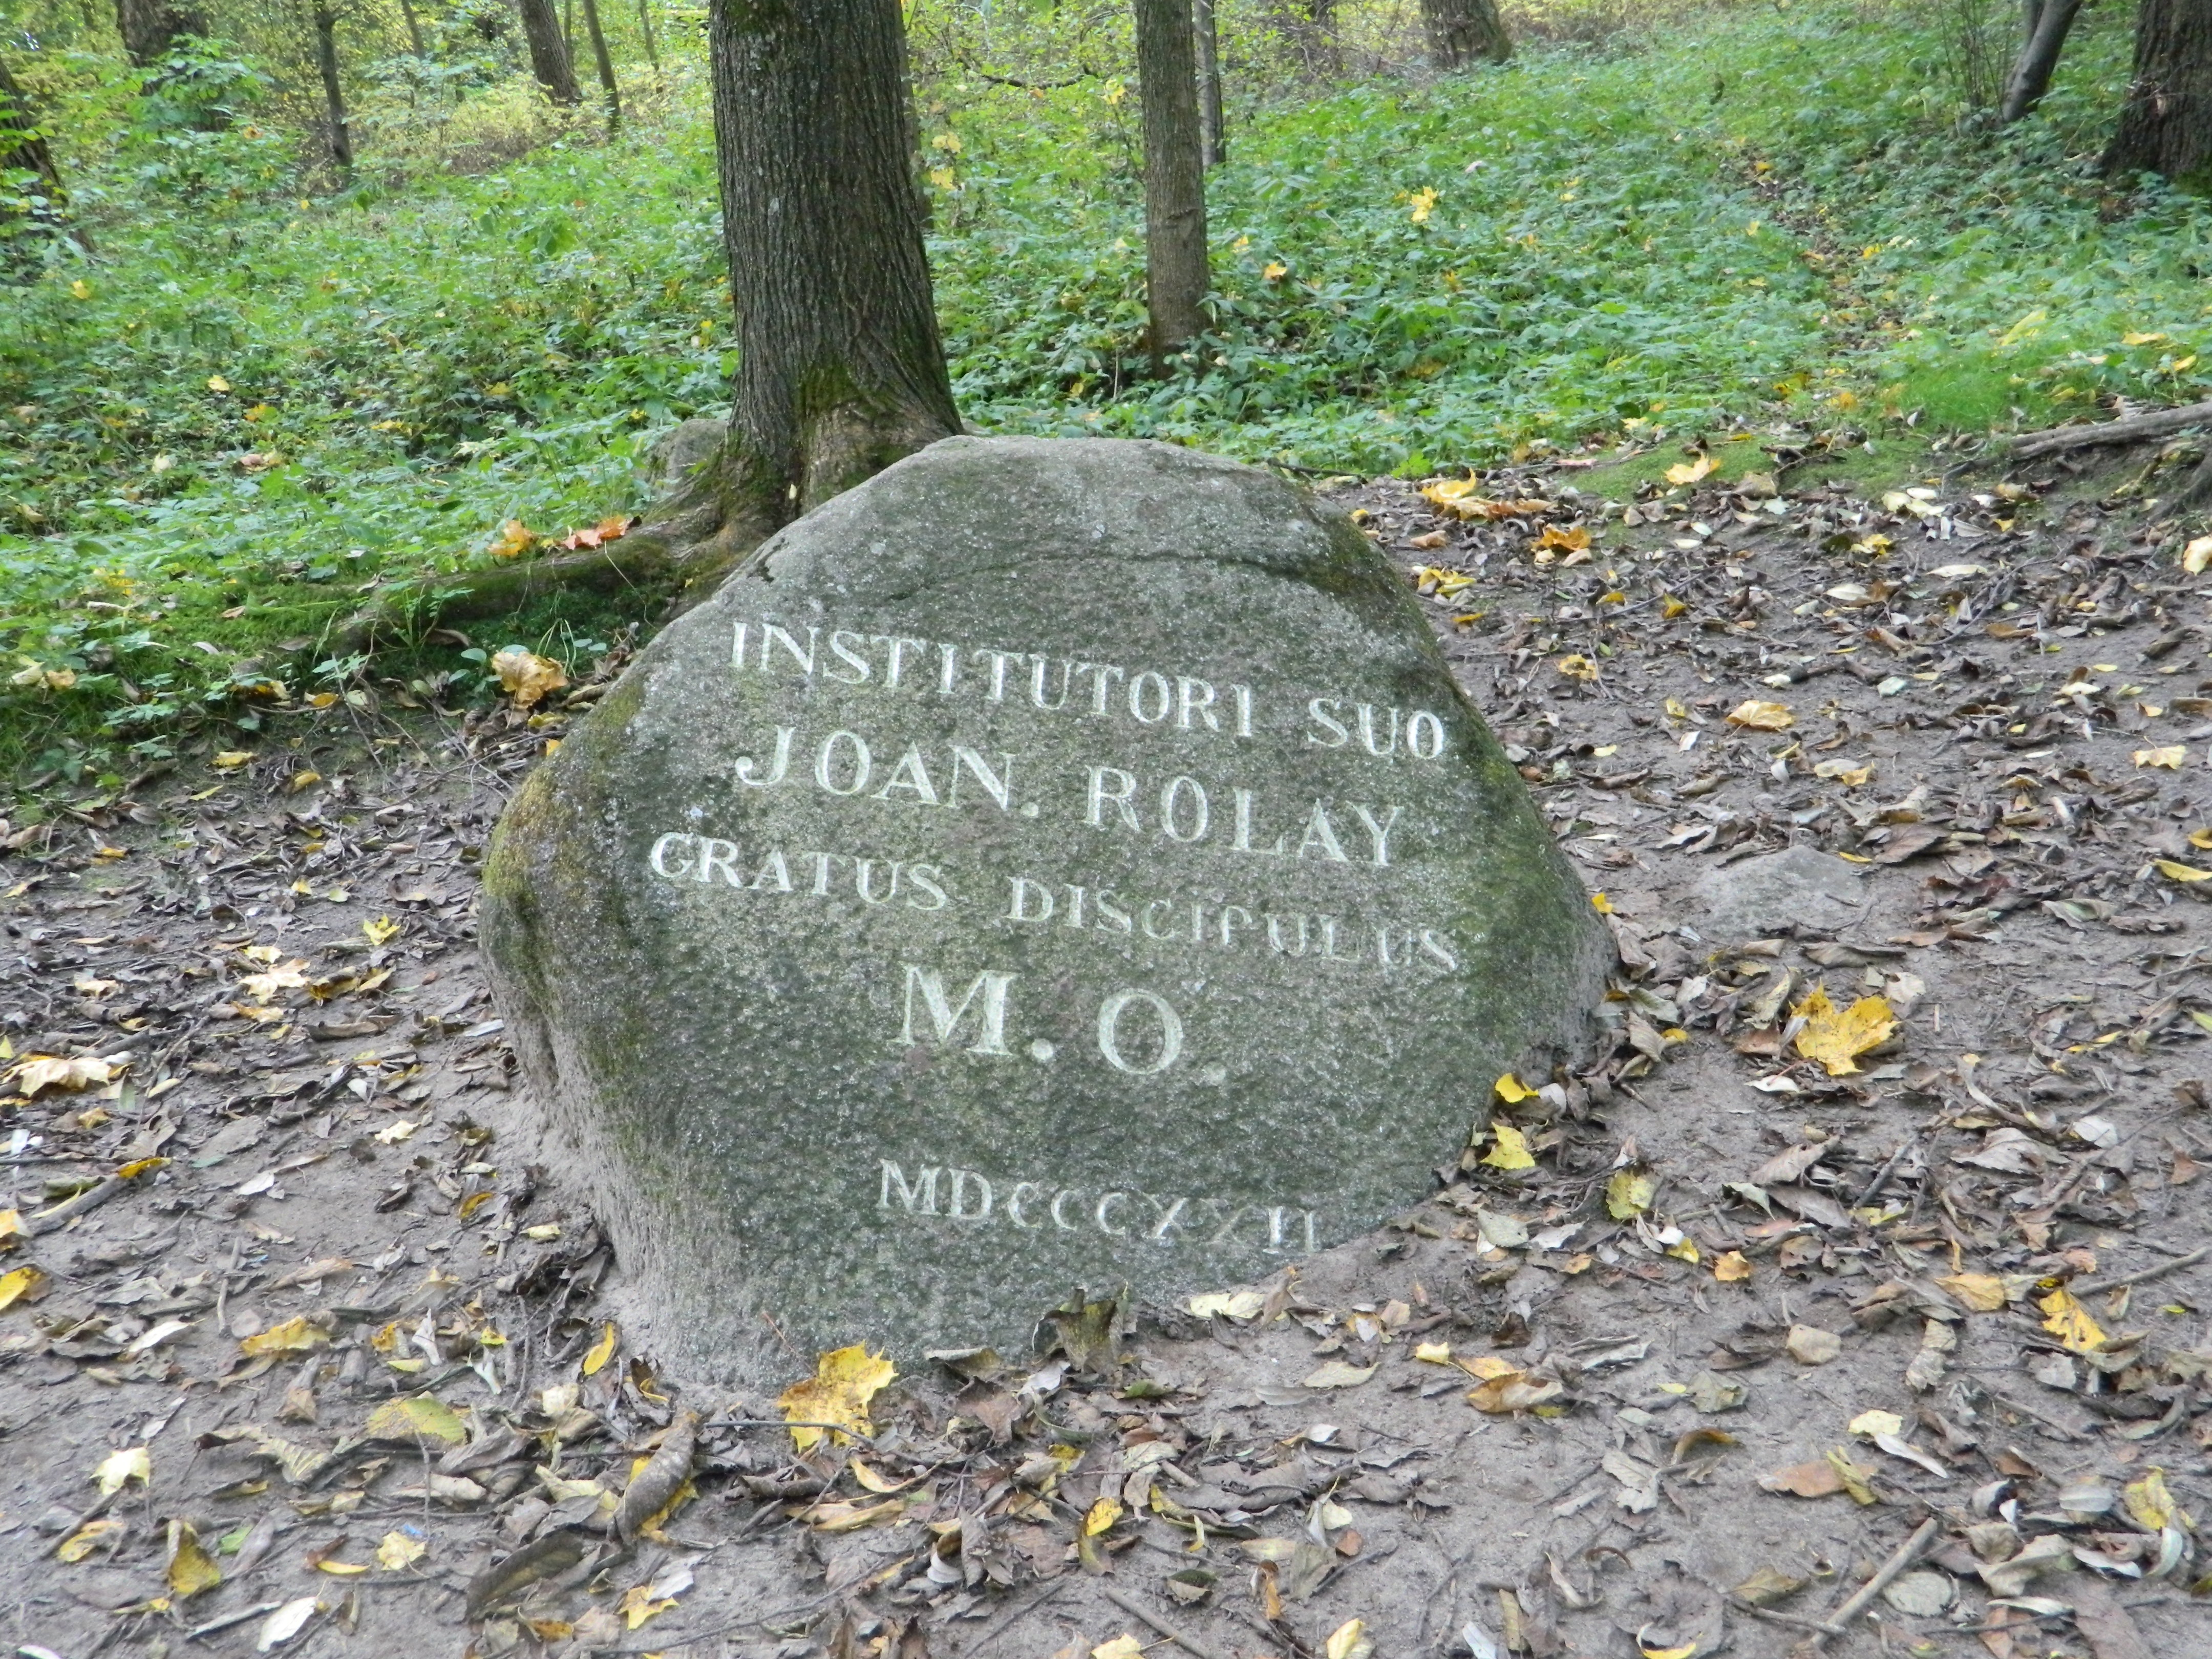 INSTITUTORI SUO
JOAN. ROLAY
GRATUS DISCIPULUS
M. O.
MDCCCXXII